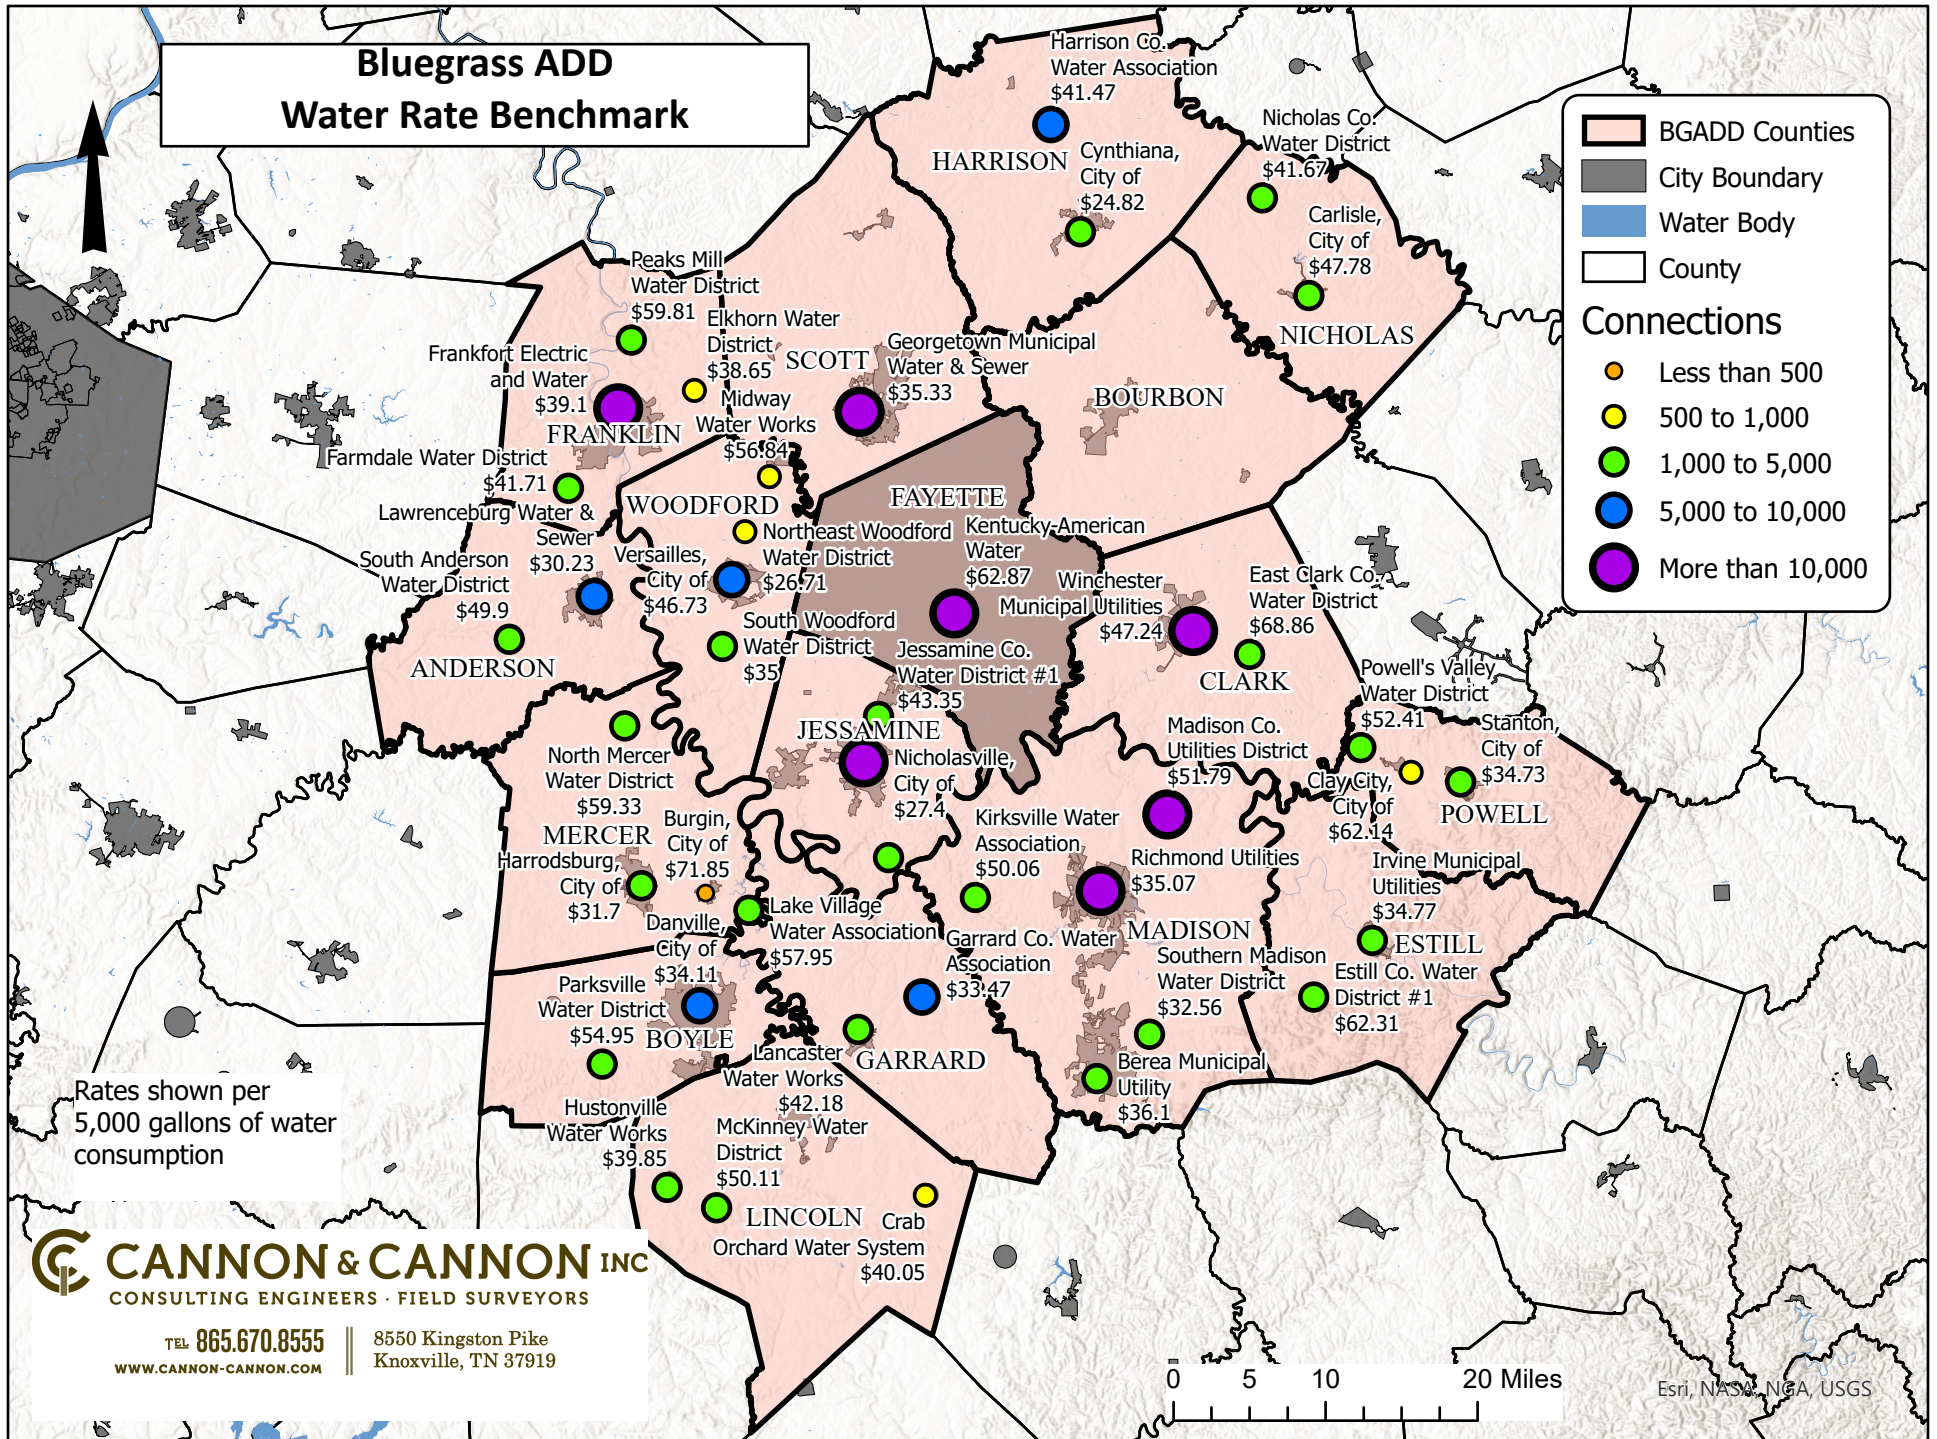 Bluegrass ADD
Water Rate Benchmark
Harrison Co.
Water Association
$41.47
HARRISON
Cynthiana,
City of
$24.82
Nicholas Co.
Water District
$41.67
Carlisle,
City of
$47.78
NICHOLAS
BGADD Counties
City Boundary
Water Body
County
Connections
Less than 500
500 to 1,000
1,000 to 5,000
5,000 to 10,000
More than 10,000
Peaks Mill
Water District
$59.81
Elkhorn Water
District
$38.65
SCOTT
Georgetown Municipal
Water & Sewer
$35.33
Frankfort Electric
and Water
$39.1
FRANKLIN
Midway
Water Works
$56.84
BOURBON
Farmdale Water District
$41.71
WOODFORD
FAYETTE
Lawrenceburg Water &
Sewer
$30.23
Versailles,
City of
$46.73
Northeast Woodford
Water District
$26.71
Kentucky-American
Water
$62.87
South Anderson
Water District
$49.9
ANDERSON
South Woodford
Water District
$35
Winchester
Municipal Utilities
$47.24
East Clark Co.
Water District
$68.86
CLARK
Jessamine Co.
Water District #1
$43.35
JESSAMINE
Nicholasville,
City of
$27.4
Powell's Valley
Water District
$52.41
Stanton,
City of
$34.73
Clay City,
City of
$62.14
POWELL
Madison Co.
Utilities District
$51.79
North Mercer
Water District
$59.33
MERCER
Burgin,
City of
$71.85
Harrodsburg,
City of
$31.7
Kirksville Water
Association
$50.06
Richmond Utilities
$35.07
MADISON
Irvine Municipal
Utilities
$34.77
ESTILL
Danville,
City of
$34.11
Lake Village
Water Association
$57.95
Garrard Co. Water
Association
$33.47
Southern Madison
Water District
$32.56
Estill Co. Water
District #1
$62.31
Parksville
Water District
$54.95
BOYLE
Lancaster
Water Works
$42.18
GARRARD
Berea Municipal
Utility
$36.1
Hustonville
Water Works
$39.85
McKinney Water
District
$50.11
LINCOLN
Crab
Orchard Water System
$40.05
Rates shown per
5,000 gallons of water
consumption
CANNON & CANNON INC
CONSULTING ENGINEERS · FIELD SURVEYORS
TEL 865.670.8555
WWW.CANNON-CANNON.COM
8550 Kingston Pike
Knoxville, TN 37919
0 5 10 20 Miles
Esri, NASA, NGA, USGS